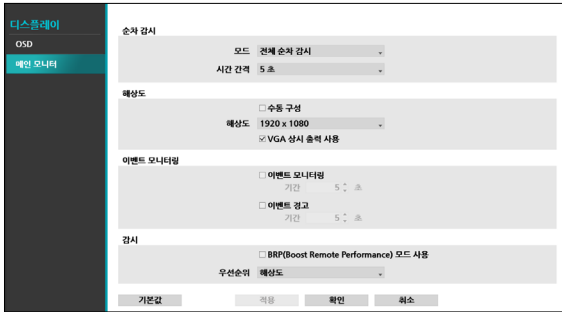 디스플레이
OSD
메인 모니터
순차 감시
모드 전체 순차 감시
시간 간격 5 초
해상도
수동 구성
해상도 1920 x 1080
VGA 상시 출력 사용
이벤트 모니터링
이벤트 모니터링
기간 5 초
이벤트 경고
기간 5 초
감시
BRP(Boost Remote Performance) 모드 사용
우선순위 해상도
기본값 적용 확인 취소